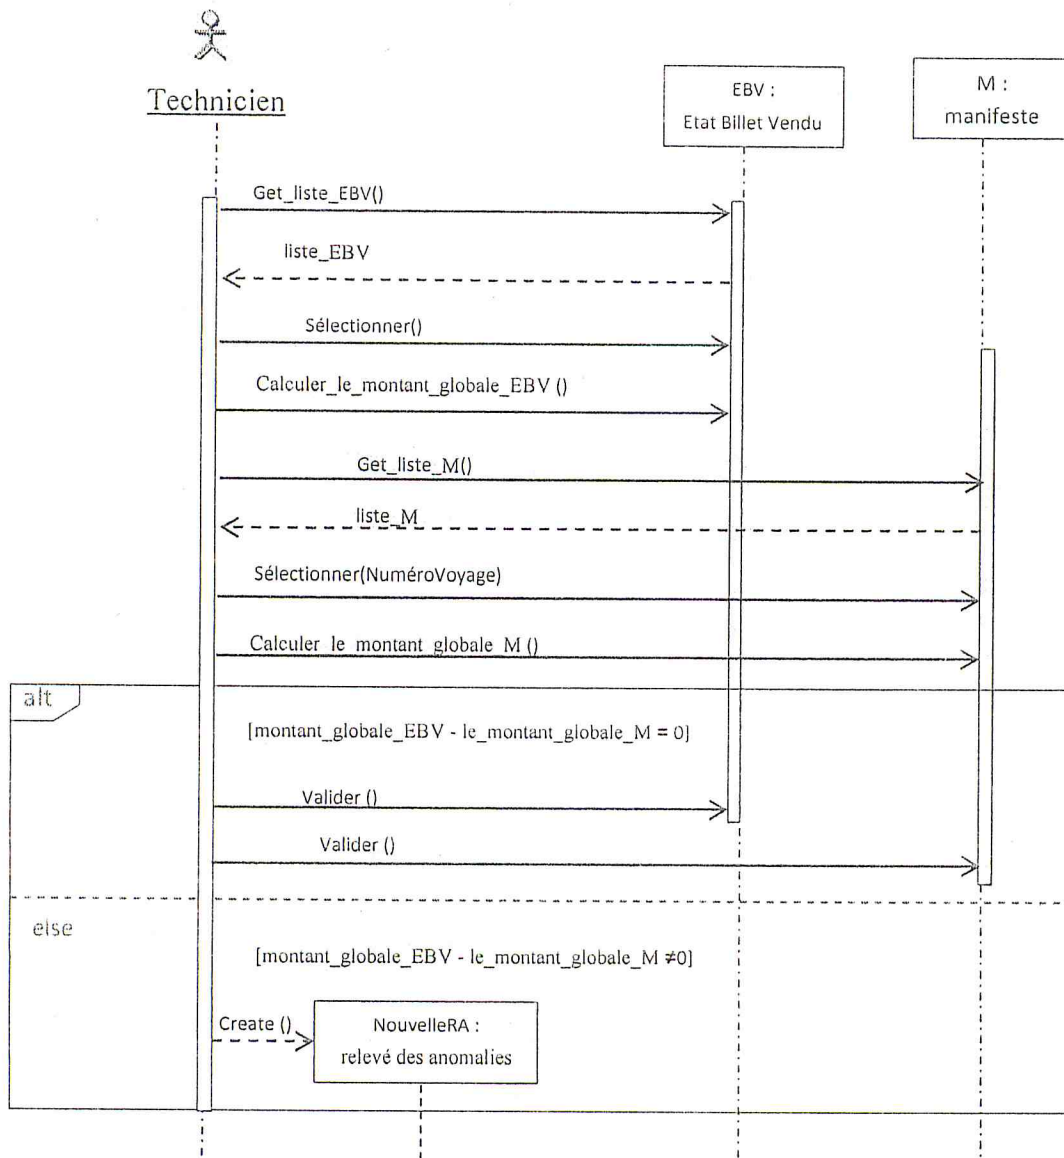 Technicien
EBV :
Etat Billet Vendu
M :
manifeste
Get_liste_EBV()
liste_EBV
Sélectionner()
Calculer_le_montant_globale_EBV ()
Get_liste_M()
liste_M
Sélectionner(NuméroVoyage)
Calculer_le_montant_globale_M ()
alt
[montant_globale_EBV - le_montant_globale_M = 0]
Valider ()
Valider ()
else
[montant_globale_EBV - le_montant_globale_M ≠0]
Create ()
NouvelleRA :
relevé des anomalies